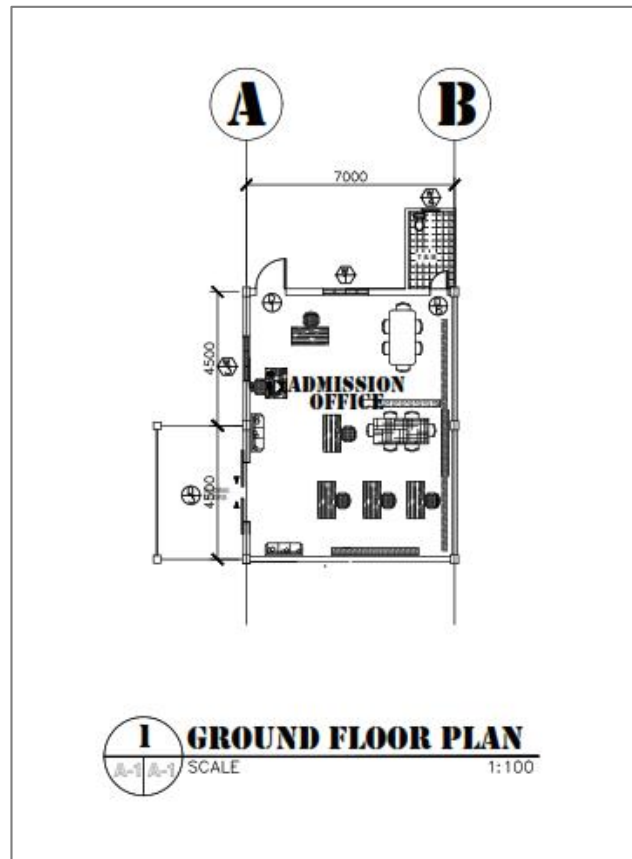 A B
7000
T & B
4500
ADMISSION
OFFICE
4500
1 GROUND FLOOR PLAN
A-1 A-1 SCALE 1:100